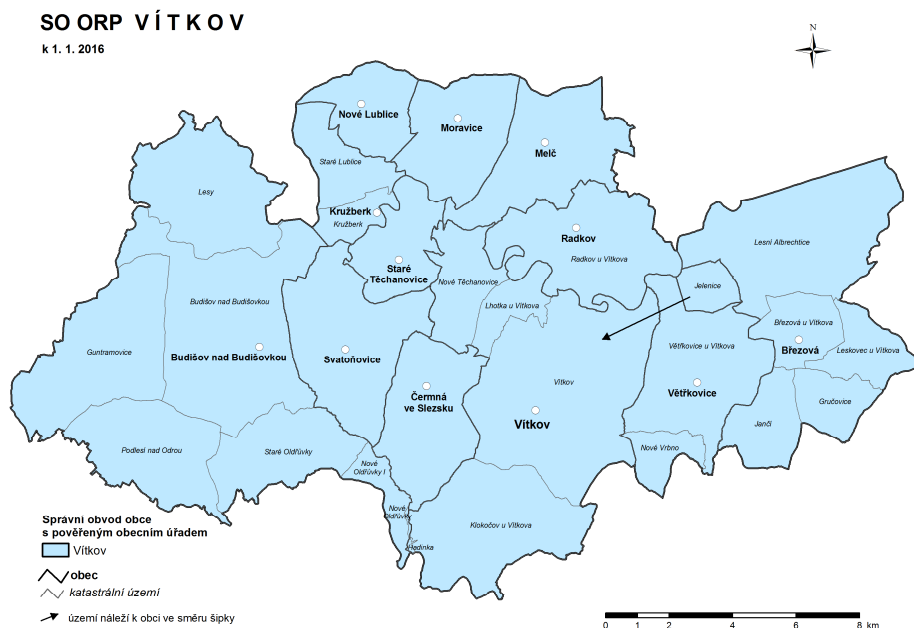 SO ORP V Í T K O V
k 1. 1. 2016
N
Nové Lublice
Moravice
Melč
Staré Lublice
Lesy
Kružberk
Kružberk
Radkov
Radkov u Vítkova
Lesní Albrechtice
Staré
Těchanovice
Nové Těchanovice
Jelenice
Budišov nad Budišovkou
Lhotka u Vítkova
Březová u Vítkova
Guntramovice
Budišov nad Budišovkou
Svatoňovice
Větřkovice u Vítkova
Březová
Leskovec u Vítkova
Vítkov
Čermná
ve Slezsku
Větřkovice
Gručovice
Vítkov
Jančí
Podlesí nad Odrou
Staré Oldřůvky
Nové Vrbno
Nové
Oldřůvky I
Nové
Oldřůvky
Klokočov u Vítkova
Hadinka
Správní obvod obce
s pověřeným obecním úřadem
Vítkov
obec
katastrální území
území náleží k obci ve směru šipky
0 1 2 4 6 8 km